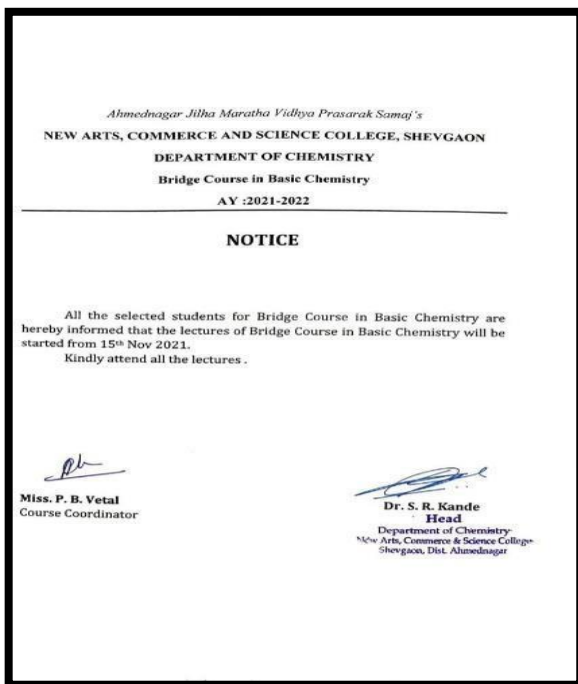 Ahmednagar Jilha Maratha Vidhya Prasarak Samaj's
NEW ARTS, COMMERCE AND SCIENCE COLLEGE, SHEVGAON
DEPARTMENT OF CHEMISTRY
Bridge Course in Basic Chemistry
AY :2021-2022
NOTICE
All the selected students for Bridge Course in Basic Chemistry are
hereby informed that the lectures of Bridge Course in Basic Chemistry will be
started from 15th Nov 2021.
Kindly attend all the lectures .
Miss. P. B. Vetal
Course Coordinator
Dr. S. R. Kande
Head
Department of Chemistry
New Arts, Commerce & Science College
Shevgaon, Dist. Ahmednagar